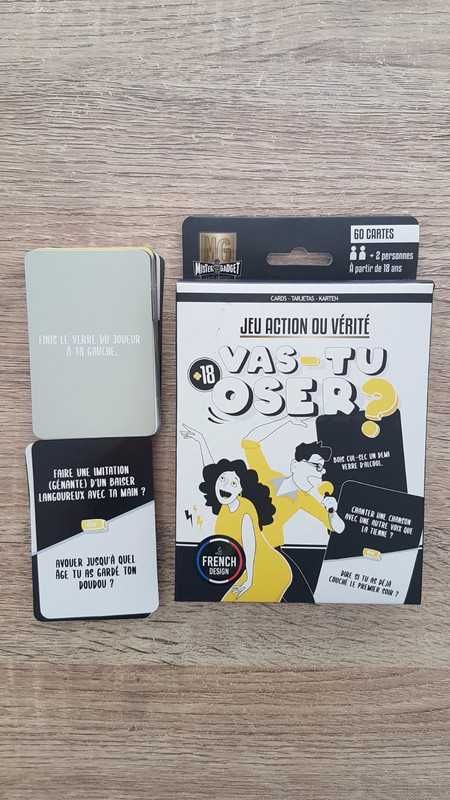 FINIS LE VERRE DU JOUEUR
À TA GAUCHE.
FAIRE UNE IMITATION
(GÊNANTE) D'UN BAISER
LANGOUREUX AVEC TA MAIN ?
AVOUER JUSQU'À QUEL
ÂGE TU AS GARDÉ TON
DOUDOU ?
MG
MISTER GADGET
60 CARTES
+ 2 personnes
À partir de 18 ans
CARDS - TARJETAS - KARTEN
JEU ACTION OU VÉRITÉ
+18
VAS-TU
OSER?
BOIS CUL-SEC UN DEMI
VERRE D'ALCOOL.
CHANTER UNE CHANSON
AVEC UNE AUTRE VOIX QUE
LA TIENNE ?
DIRE SI TU AS DÉJÀ
COUCHÉ LE PREMIER SOIR ?
FRENCH
DESIGN